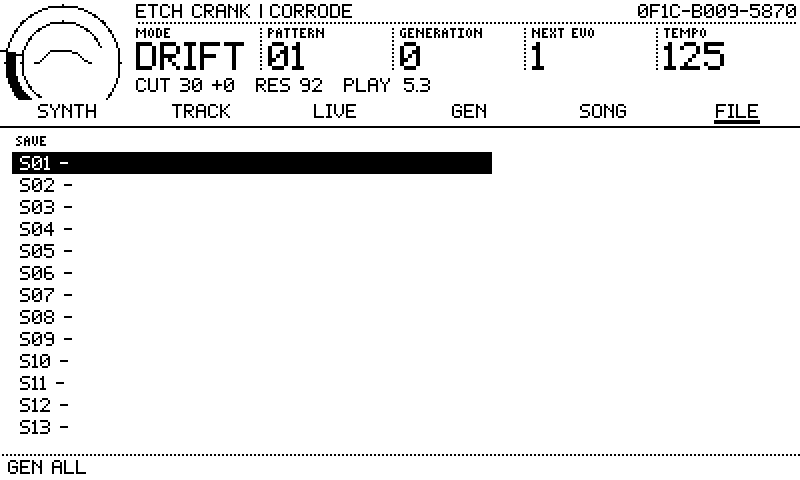 ETCH CRANK | CORRODE 0F1C-B009-5870
MODE PATTERN GENERATION NEXT EVO TEMPO
DRIFT 01 0 1 125
CUT 30 +0 RES 92 PLAY 5.3
SYNTH TRACK LIVE GEN SONG FILE
SAVE
S01 -
S02 -
S03 -
S04 -
S05 -
S06 -
S07 -
S08 -
S09 -
S10 -
S11 -
S12 -
S13 -
GEN ALL